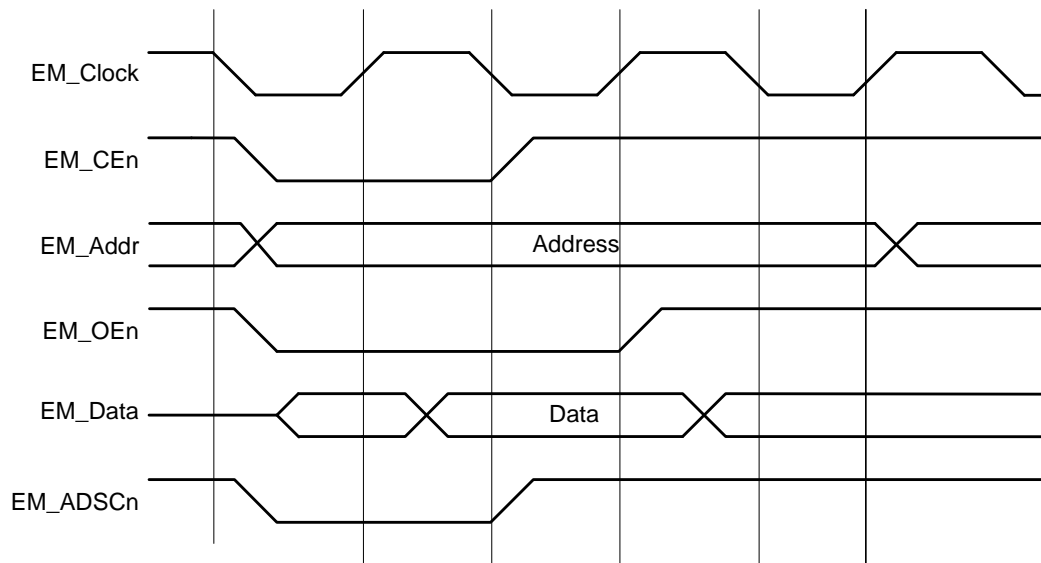 EM_Clock
EM_CEn
EM_Addr
Address
EM_OEn
EM_Data
Data
EM_ADSCn